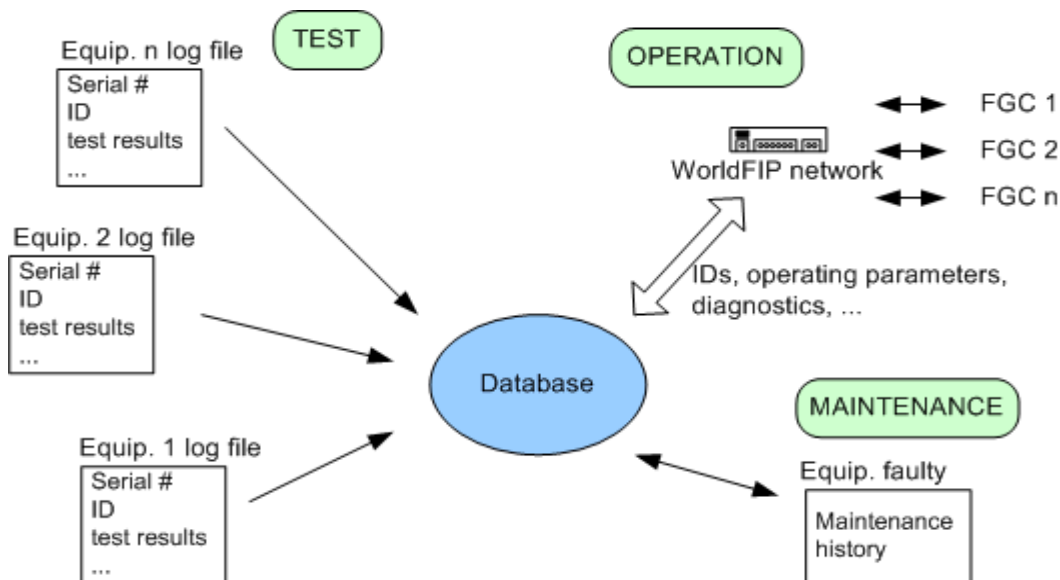 TEST
Equip. n log file
Serial #
ID
test results
...
OPERATION
FGC 1
FGC 2
FGC n
WorldFIP network
Equip. 2 log file
Serial #
ID
test results
...
IDs, operating parameters,
diagnostics, ...
Database
MAINTENANCE
Equip. 1 log file
Serial #
ID
test results
...
Equip. faulty
Maintenance
history